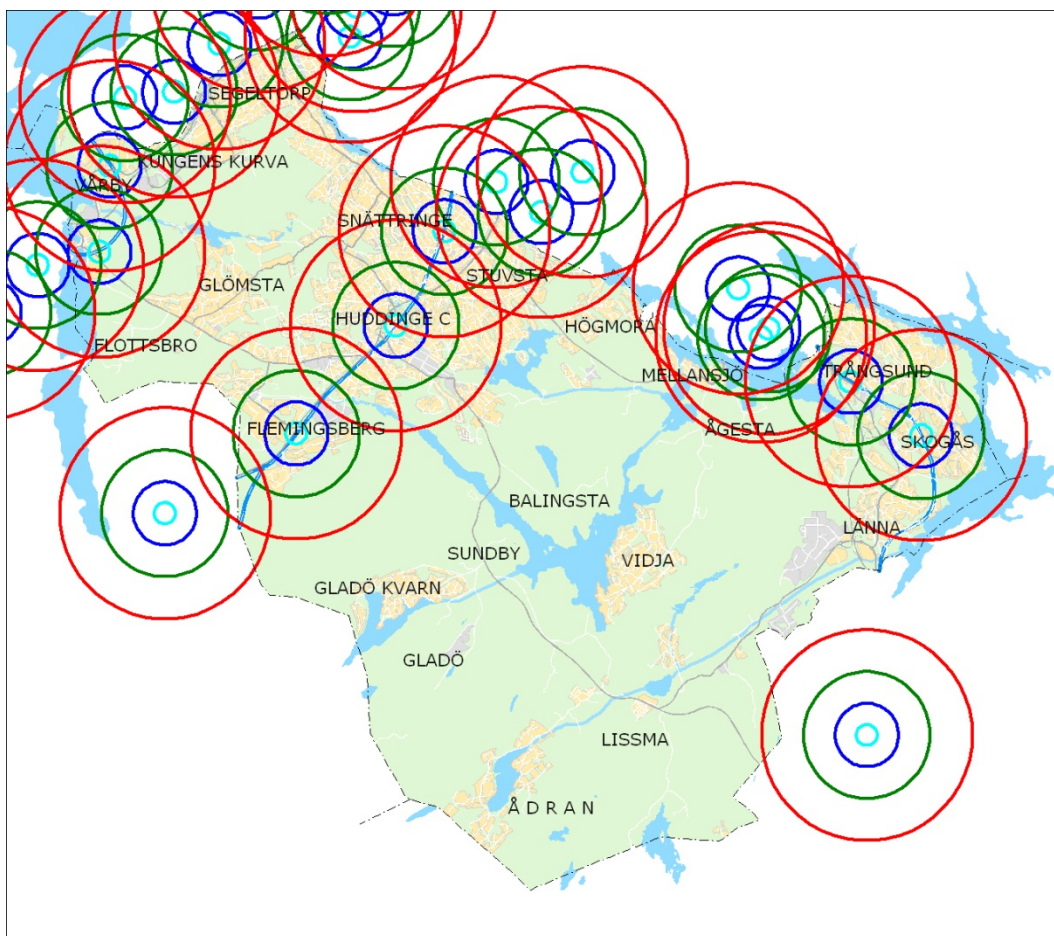 SEGELTORP
KUNGENS KURVA
VÅRBY
SNÄTTRINGE
STUVSTA
GLÖMSTA
HUDDINGE C
HÖGMORA
FLOTTSBRO
MELLANSJÖ
TRÅNGSUND
FLEMINGSBERG
ÅGESTA
SKOGÅS
BALINGSTA
LÄNNA
SUNDBY
VIDJA
GLADÖ KVARN
GLADÖ
LISSMA
Å D R A N